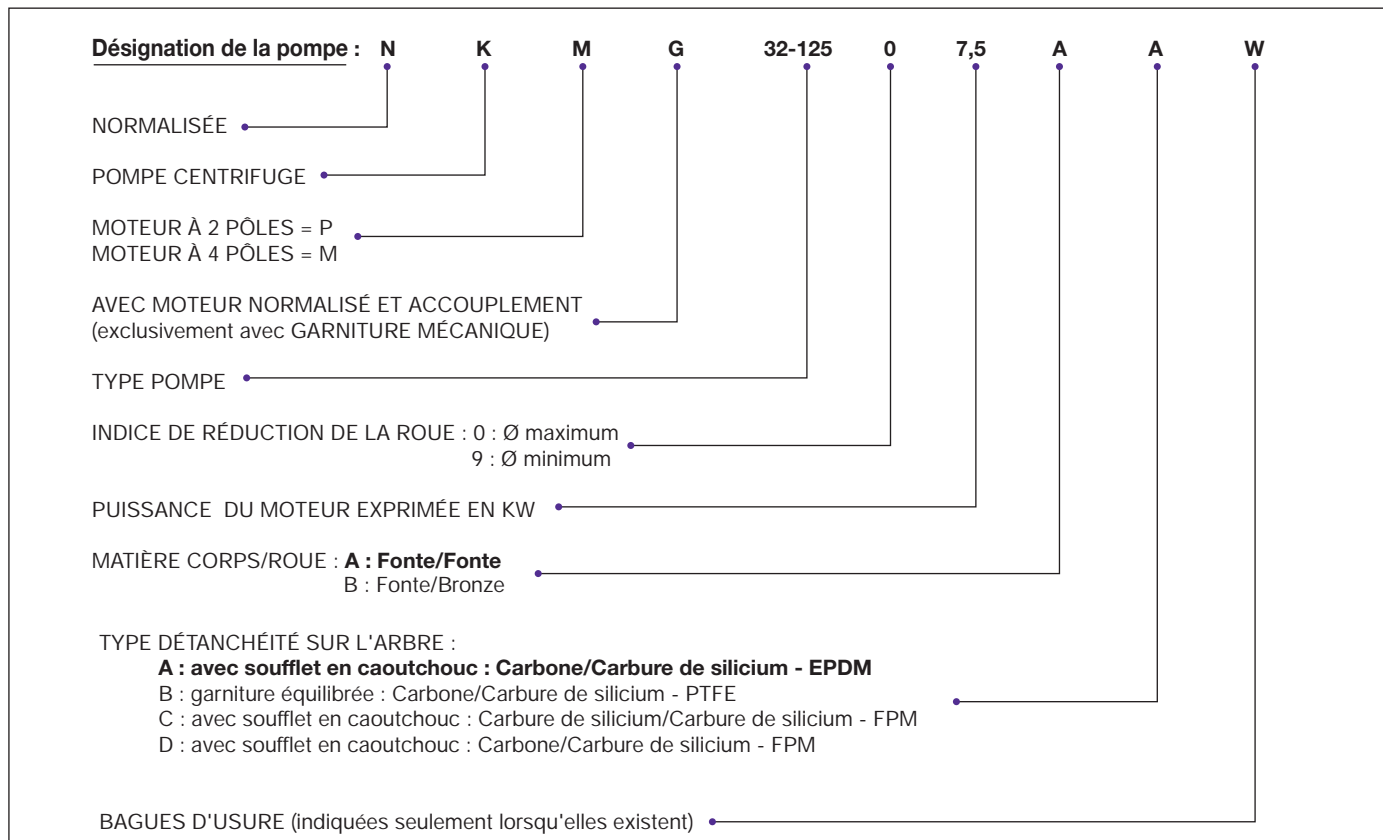 Désignation de la pompe : N K M G 32-125 0 7,5 A A W
NORMALISÉE
POMPE CENTRIFUGE
MOTEUR À 2 PÔLES = P
MOTEUR À 4 PÔLES = M
AVEC MOTEUR NORMALISÉ ET ACCOUPLEMENT
(exclusivement avec GARNITURE MÉCANIQUE)
TYPE POMPE
INDICE DE RÉDUCTION DE LA ROUE : 0 : Ø maximum
9 : Ø minimum
PUISSANCE DU MOTEUR EXPRIMÉE EN KW
MATIÈRE CORPS/ROUE : A : Fonte/Fonte
B : Fonte/Bronze
TYPE DÉTANCHÉITÉ SUR L'ARBRE :
A : avec soufflet en caoutchouc : Carbone/Carbure de silicium - EPDM
B : garniture équilibrée : Carbone/Carbure de silicium - PTFE
C : avec soufflet en caoutchouc : Carbure de silicium/Carbure de silicium - FPM
D : avec soufflet en caoutchouc : Carbone/Carbure de silicium - FPM
BAGUES D'USURE (indiquées seulement lorsqu'elles existent)